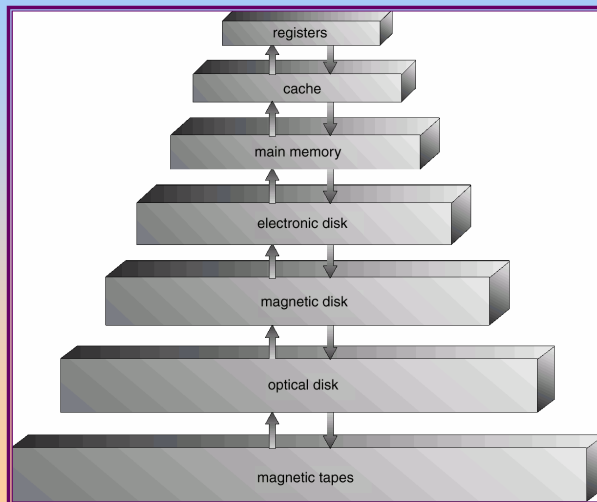 registers
cache
main memory
electronic disk
magnetic disk
optical disk
magnetic tapes